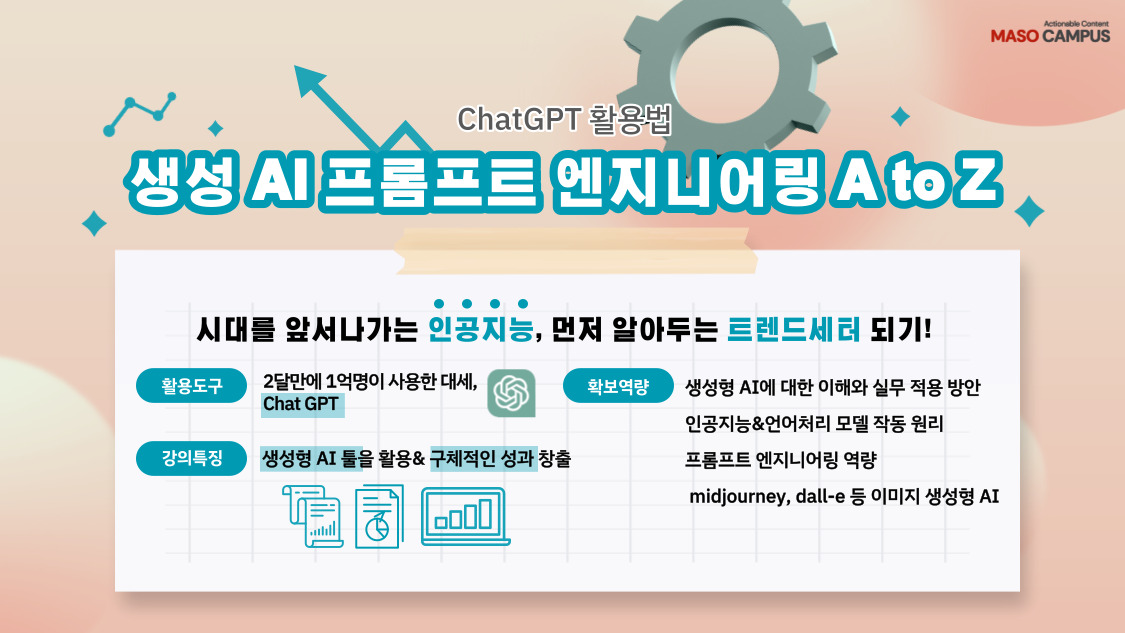 Actionable Content
MASO CAMPUS
ChatGPT 활용법
생성 AI 프롬프트 엔지니어링 A to Z
시대를 앞서나가는 인공지능, 먼저 알아두는 트렌드세터 되기!
활용도구
2달만에 1억명이 사용한 대세,
Chat GPT
강의특징
생성형 AI 툴을 활용& 구체적인 성과 창출
확보역량
생성형 AI에 대한 이해와 실무 적용 방안
인공지능&언어처리 모델 작동 원리
프롬프트 엔지니어링 역량
midjourney, dall-e 등 이미지 생성형 AI